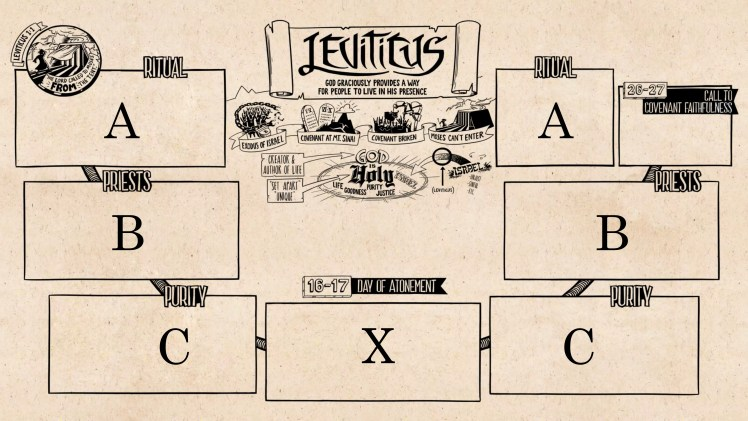 LEVITICUS 1:1
THE LORD CALLED TO MOSES
FROM THE TENT
LEVITICUS
GOD GRACIOUSLY PROVIDES A WAY
FOR PEOPLE TO LIVE IN HIS PRESENCE
EXODUS OF ISRAEL
COVENANT AT MT. SINAI
COVENANT BROKEN
MOSES CAN'T ENTER
CREATOR &
AUTHOR OF LIFE
"SET APART"
"UNIQUE"
GOD
IS
Holy
LIFE
GOODNESS
PURITY
JUSTICE
ISRAEL
RITUAL
A
RITUAL
A
26-27
CALL TO
COVENANT FAITHFULNESS
PRIESTS
B
PRIESTS
B
PURITY
C
16-17 DAY OF ATONEMENT
X
PURITY
C